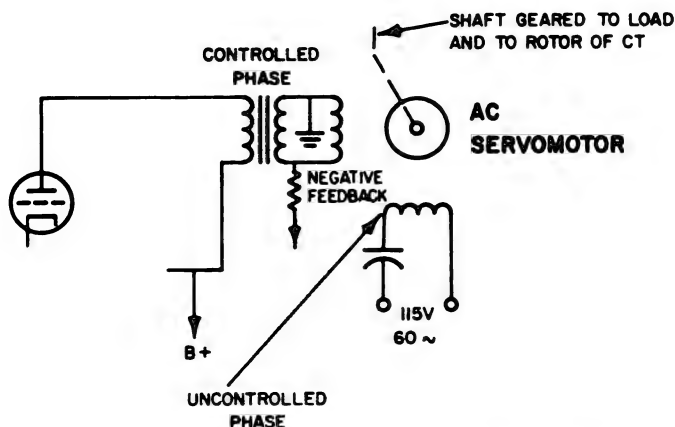 SHAFT GEARED TO LOAD
AND TO ROTOR OF CT
CONTROLLED
PHASE
AC
SERVOMOTOR
NEGATIVE
FEEDBACK
115V
60 ~
B+
UNCONTROLLED
PHASE